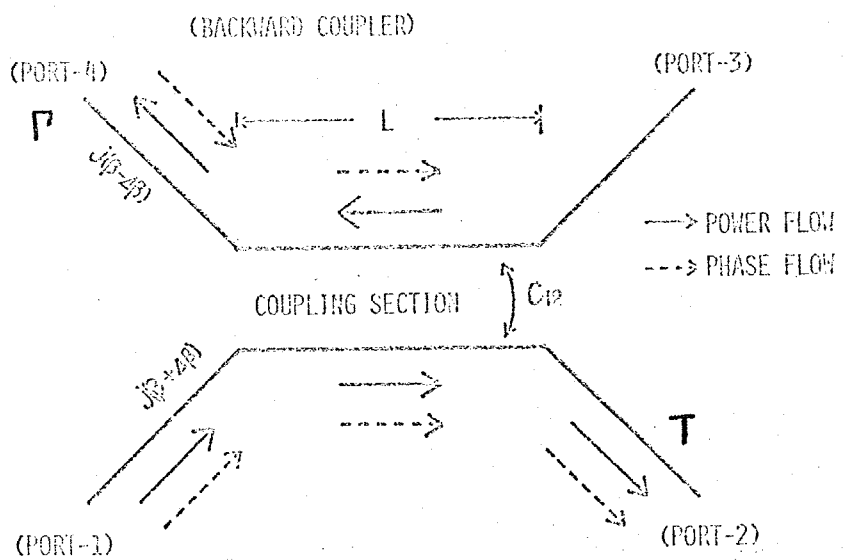 (BACKWARD COUPLER)
(PORT-4)
(PORT-3)
Γ
L
j(β-Δβ)
POWER FLOW
PHASE FLOW
COUPLING SECTION
C12
j(β+Δβ)
T
(PORT-1)
(PORT-2)